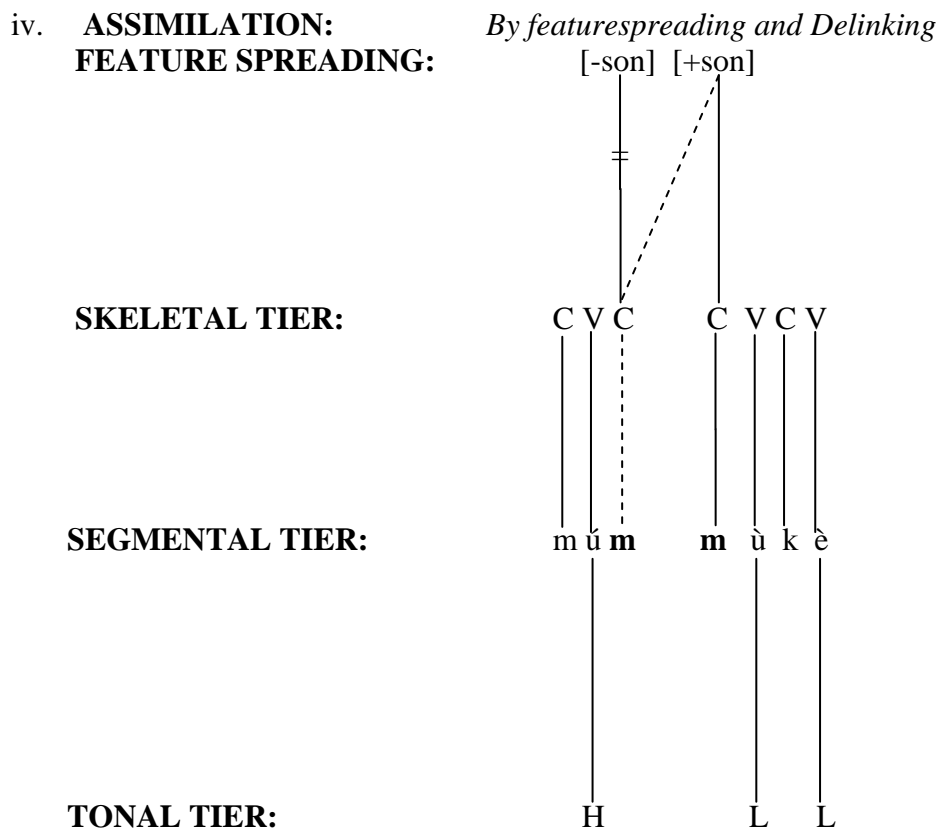 iv. ASSIMILATION: By featurespreading and Delinking
FEATURE SPREADING: [-son] [+son]
SKELETAL TIER: C V C C V C V
SEGMENTAL TIER: m ú m m ù k è
TONAL TIER: H L L